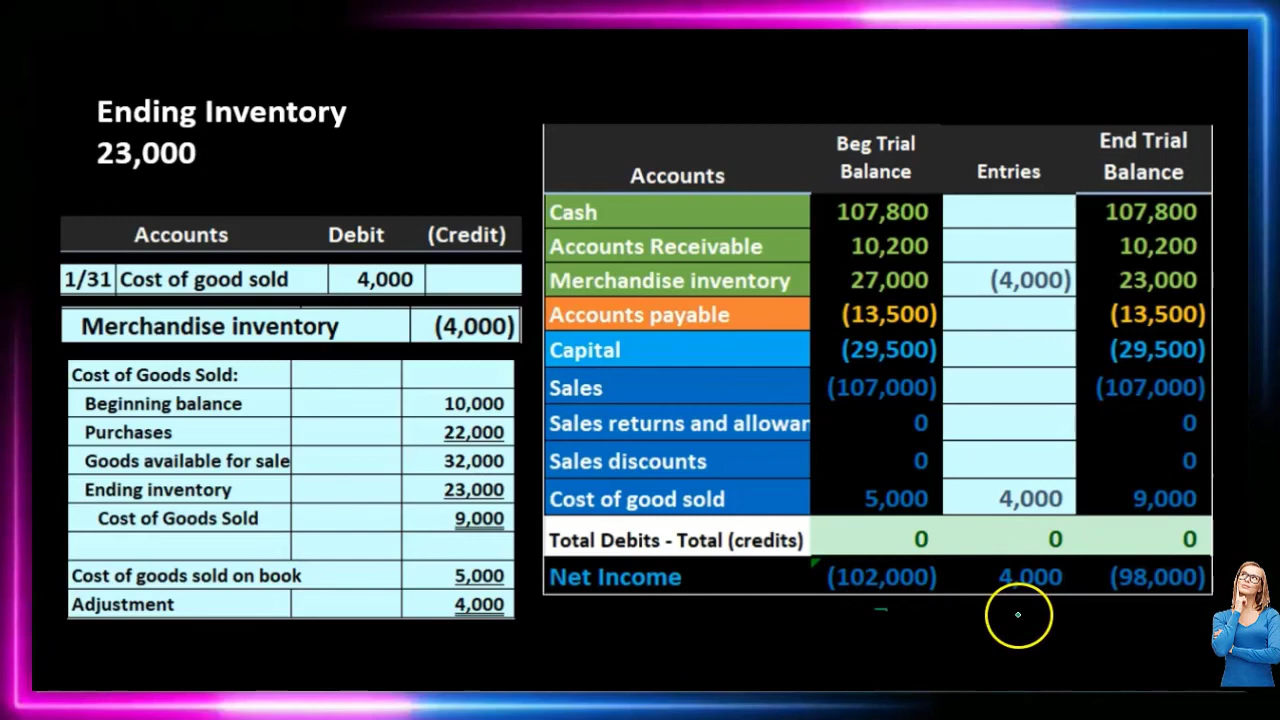 Ending Inventory
23,000
Accounts Debit (Credit)
1/31 Cost of good sold 4,000
Merchandise inventory (4,000)
Cost of Goods Sold:
Beginning balance 10,000
Purchases 22,000
Goods available for sale 32,000
Ending inventory 23,000
Cost of Goods Sold 9,000
Cost of goods sold on book 5,000
Adjustment 4,000
Accounts Beg Trial Balance Entries End Trial Balance
Cash 107,800 107,800
Accounts Receivable 10,200 10,200
Merchandise inventory 27,000 (4,000) 23,000
Accounts payable (13,500) (13,500)
Capital (29,500) (29,500)
Sales (107,000) (107,000)
Sales returns and allowar 0 0
Sales discounts 0 0
Cost of good sold 5,000 4,000 9,000
Total Debits - Total (credits) 0 0 0
Net Income (102,000) 4,000 (98,000)